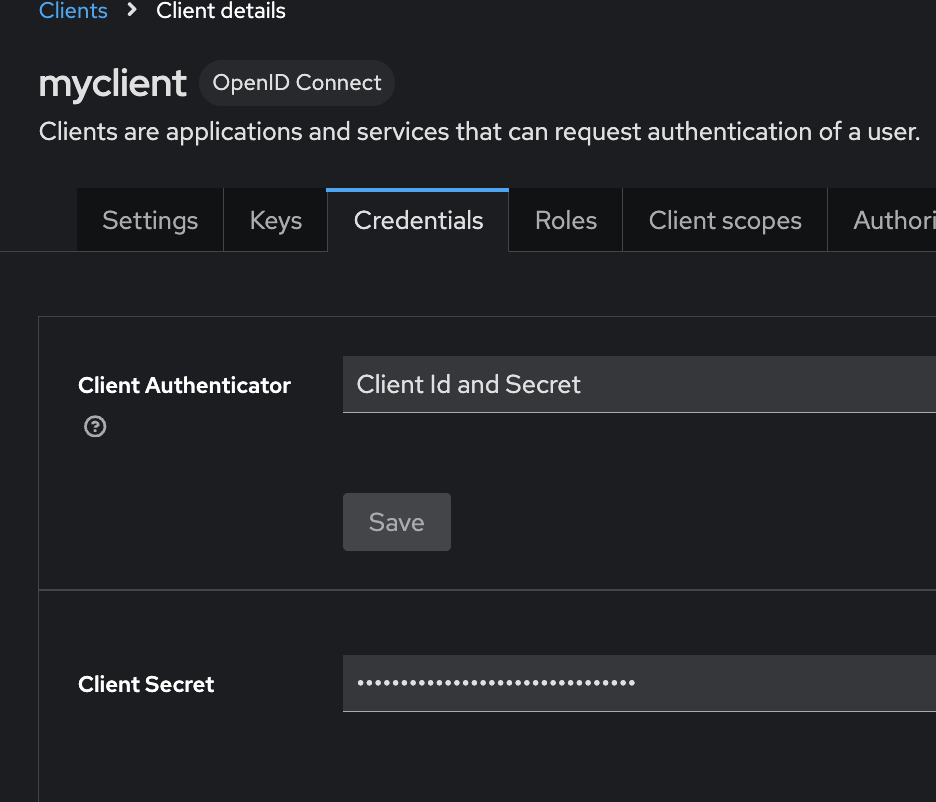 Clients > Client details
myclient OpenID Connect
Clients are applications and services that can request authentication of a user.
Settings Keys Credentials Roles Client scopes Authori
Client Authenticator Client Id and Secret
?
Save
Client Secret ••••••••••••••••••••••••••••••••